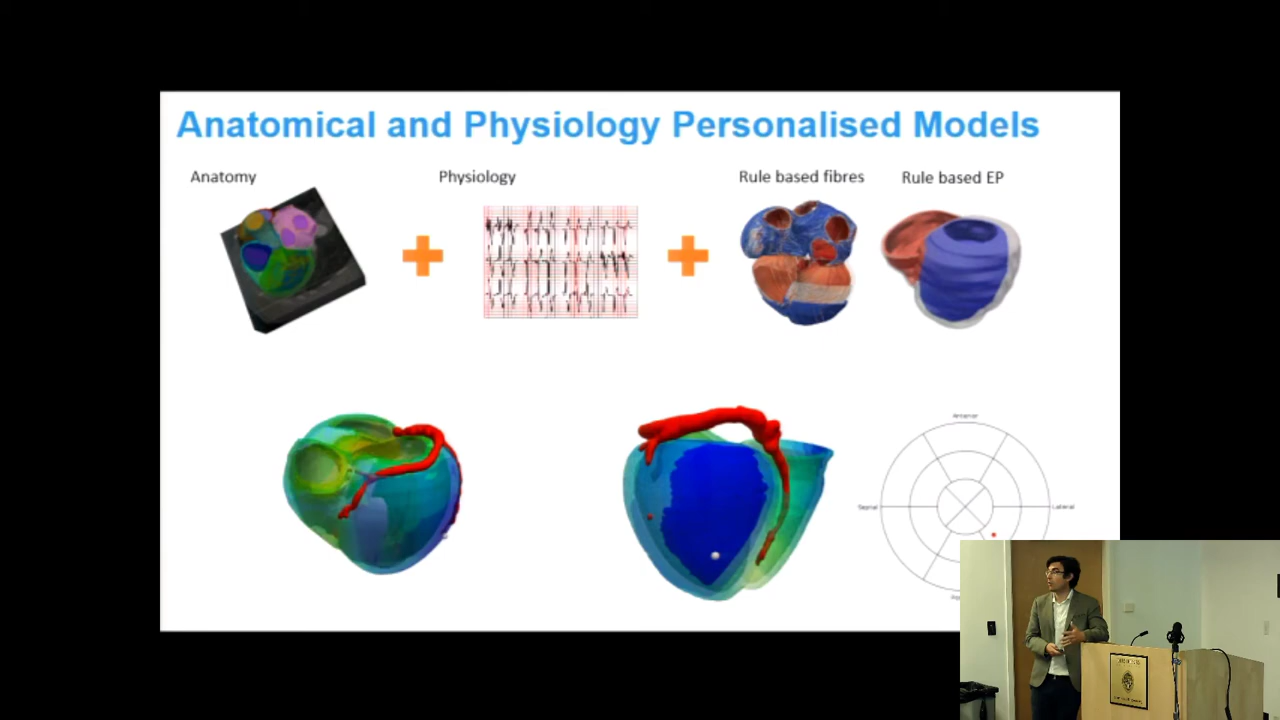 Anatomical and Physiology Personalised Models
Anatomy
Physiology
Rule based fibres
Rule based EP
Anterior
Septal
Lateral